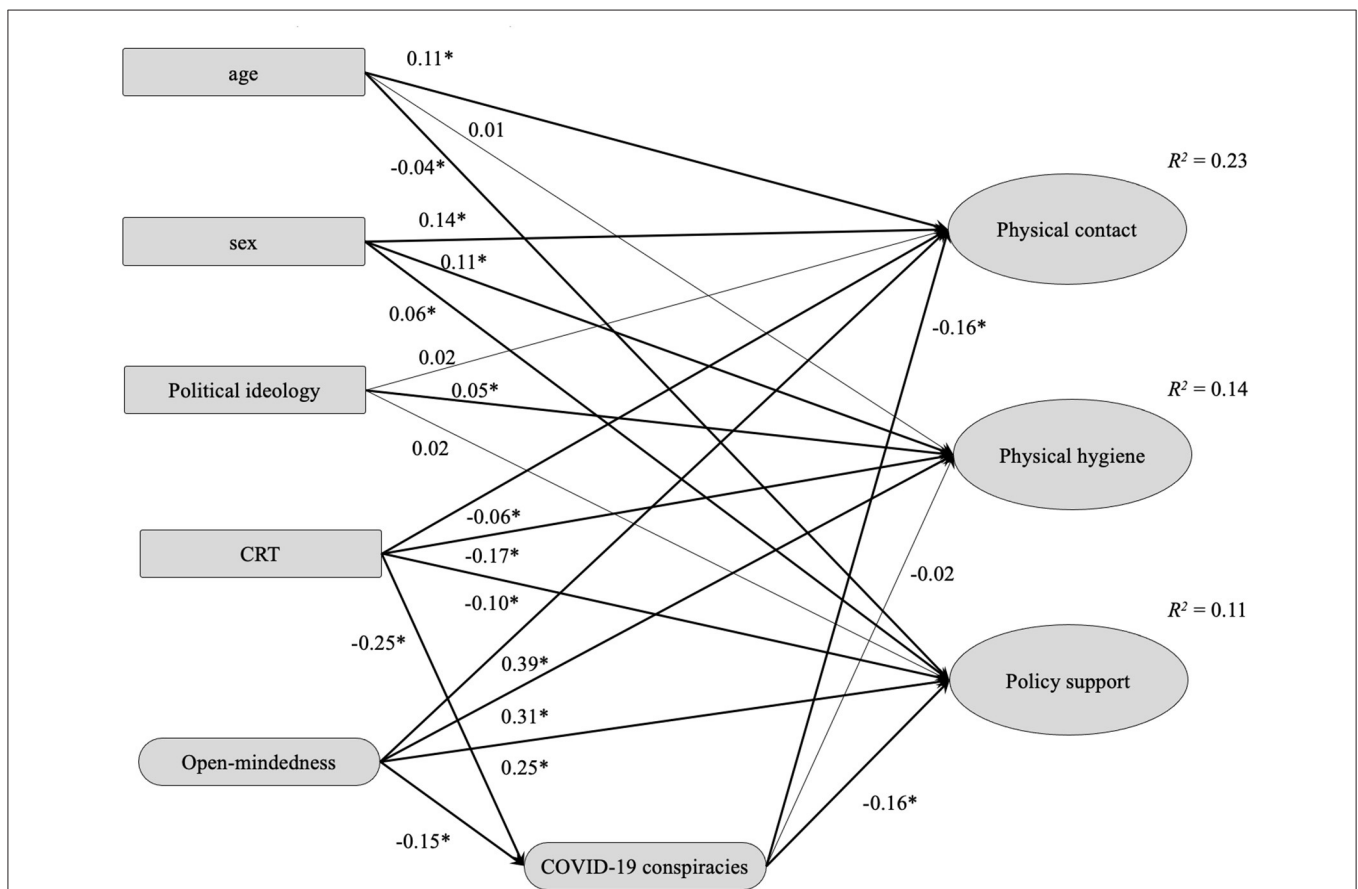 0.11*
age
0.01
R² = 0.23
-0.04*
0.14*
sex
Physical contact
0.11*
0.06*
-0.16*
0.02
Political ideology
0.05*
R² = 0.14
0.02
Physical hygiene
-0.06*
CRT
-0.17*
-0.02
-0.10*
R² = 0.11
-0.25*
0.39*
Policy support
0.31*
Open-mindedness
0.25*
-0.16*
-0.15*
COVID-19 conspiracies